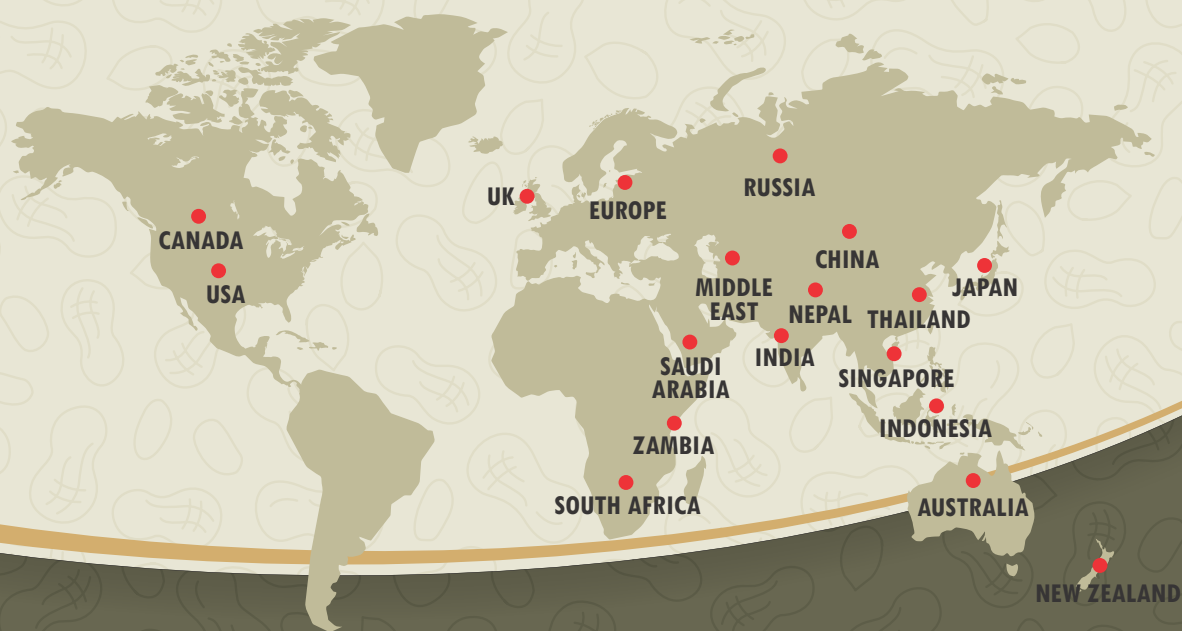 UK
RUSSIA
EUROPE
CANADA
CHINA
USA
MIDDLE
EAST
JAPAN
NEPAL
THAILAND
INDIA
SAUDI
ARABIA
SINGAPORE
INDONESIA
ZAMBIA
SOUTH AFRICA
AUSTRALIA
NEW ZEALAND